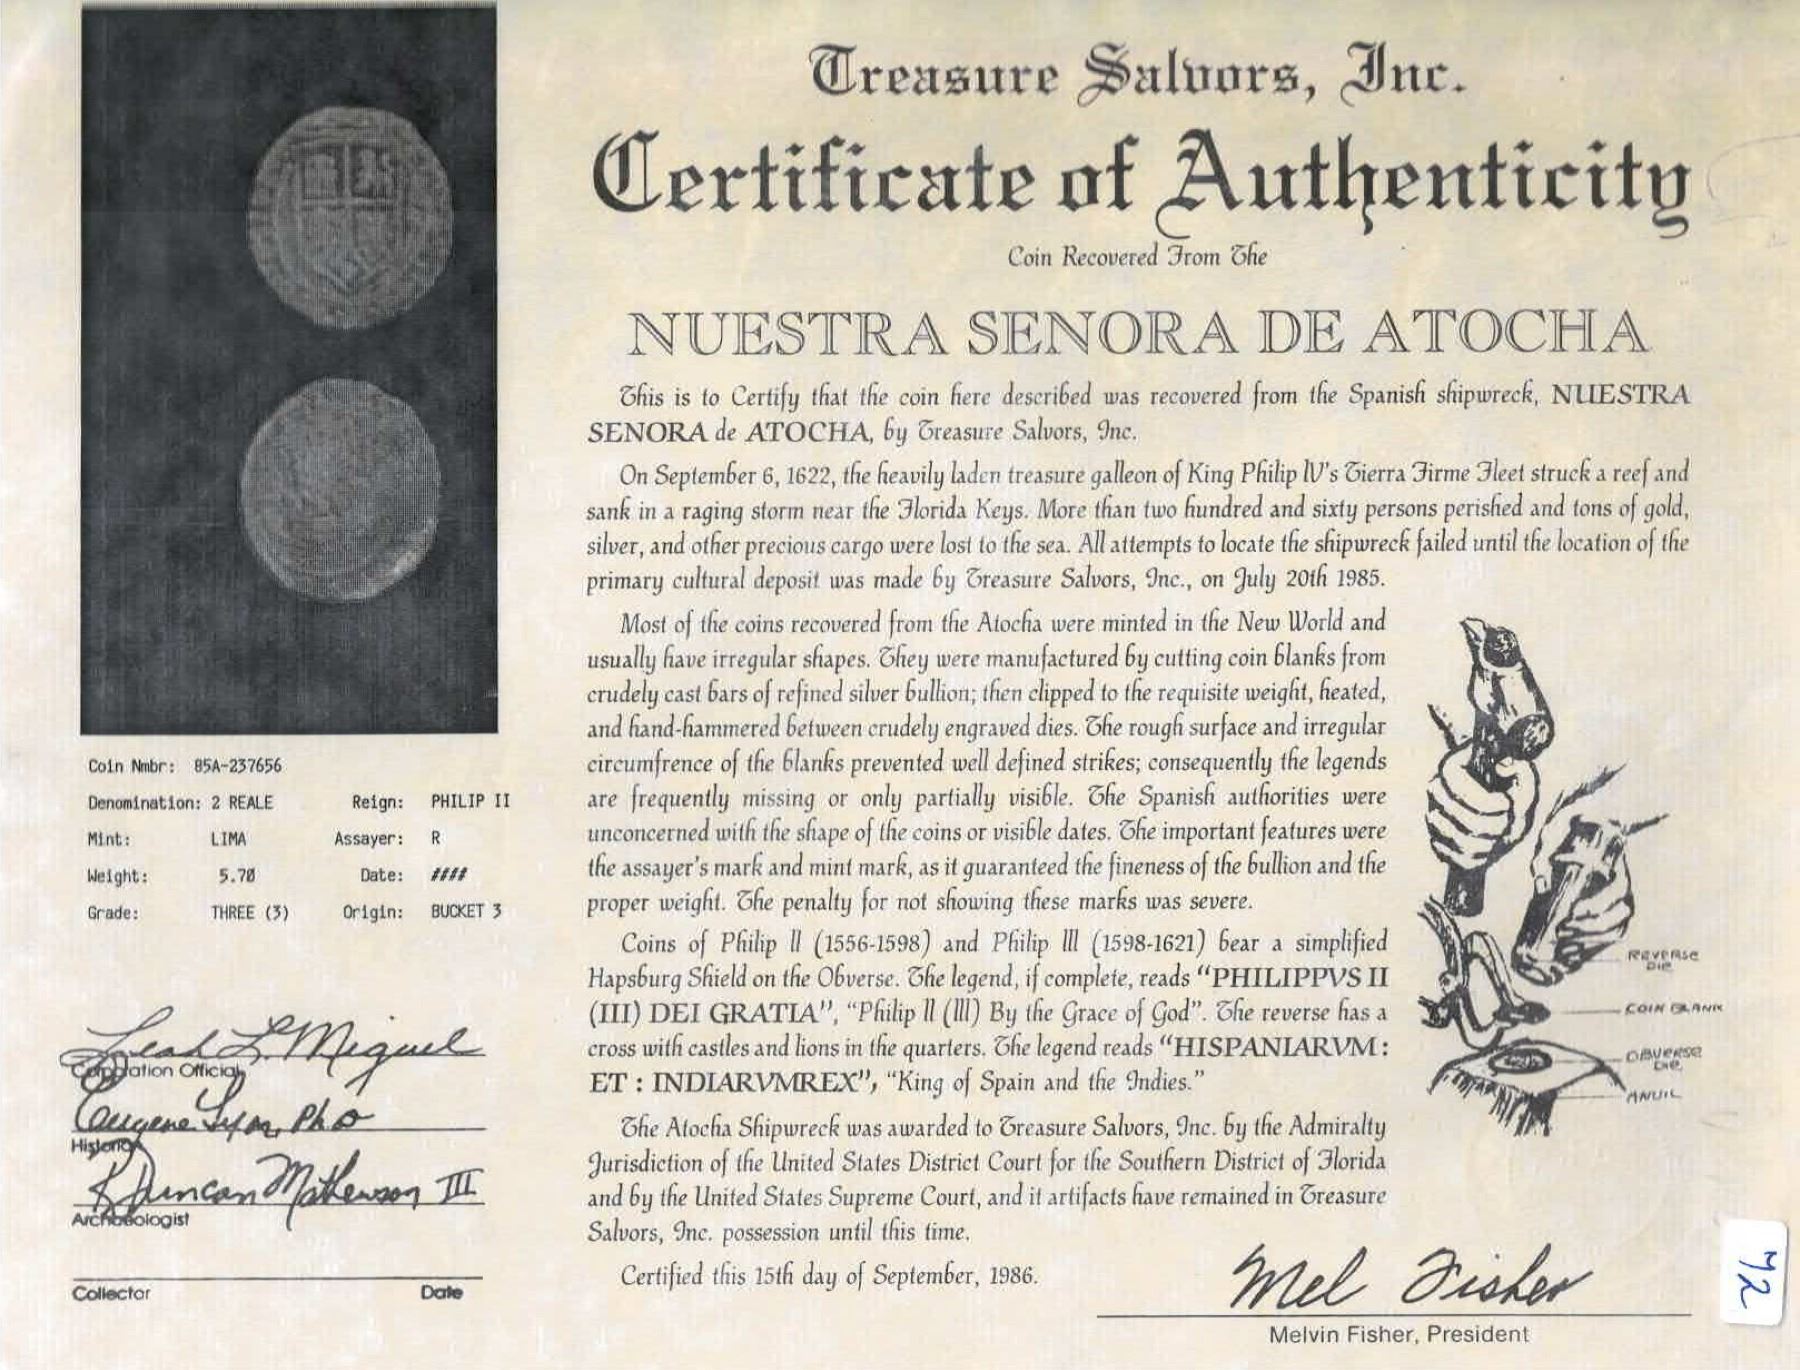 Treasure Salvors, Inc.
Certificate of Authenticity
Coin Recovered From The
NUESTRA SENORA DE ATOCHA
This is to Certify that the coin here described was recovered from the Spanish shipwreck, NUESTRA
SENORA de ATOCHA, by Treasure Salvors, Inc.
On September 6, 1622, the heavily laden treasure galleon of King Philip IV's Tierra Firme Fleet struck a reef and
sank in a raging storm near the Florida Keys. More than two hundred and sixty persons perished and tons of gold,
silver, and other precious cargo were lost to the sea. All attempts to locate the shipwreck failed until the location of the
primary cultural deposit was made by Treasure Salvors, Inc., on July 20th 1985.
Most of the coins recovered from the Atocha were minted in the New World and
usually have irregular shapes. They were manufactured by cutting coin blanks from
crudely cast bars of refined silver bullion; then clipped to the requisite weight, heated,
and hand-hammered between crudely engraved dies. The rough surface and irregular
circumfrence of the blanks prevented well defined strikes; consequently the legends
are frequently missing or only partially visible. The Spanish authorities were
unconcerned with the shape of the coins or visible dates. The important features were
the assayer's mark and mint mark, as it guaranteed the fineness of the bullion and the
proper weight. The penalty for not showing these marks was severe.
Coins of Philip II (1556-1598) and Philip III (1598-1621) bear a simplified
Hapsburg Shield on the Obverse. The legend, if complete, reads “PHILIPPVS II
(III) DEI GRATIA”, “Philip II (III) By the Grace of God”. The reverse has a
cross with castles and lions in the quarters. The legend reads “HISPANIARVM :
ET : INDIARVMREX”, “King of Spain and the Indies.”
The Atocha Shipwreck was awarded to Treasure Salvors, Inc. by the Admiralty
Jurisdiction of the United States District Court for the Southern District of Florida
and by the United States Supreme Court, and it artifacts have remained in Treasure
Salvors, Inc. possession until this time.
Certified this 15th day of September, 1986.
REVERSE
DIE
COIN BLANK
OBVERSE
DIE
ANVIL
Coin Nmbr: 85A-237656
Denomination: 2 REALE Reign: PHILIP II
Mint: LIMA Assayer: R
Weight: 5.70 Date: ####
Grade: THREE (3) Origin: BUCKET 3
Leah L. Miguel
Corporation Official
Eugene Lyon, PhD
Historian
R Duncan Mathewson III
Archaeologist
Collector Date
Mel Fisher
Melvin Fisher, President
72